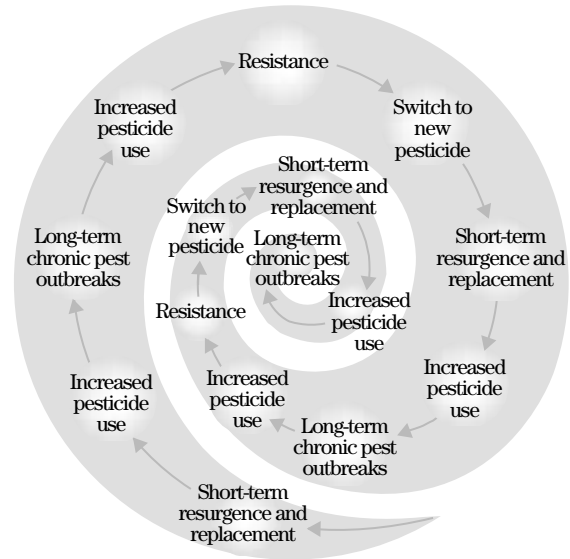 Resistance
Increased
pesticide
use
Switch to
new
pesticide
Short-term
resurgence and
replacement
Switch to
new
pesticide
Long-term
chronic pest
outbreaks
Long-term
chronic pest
outbreaks
Short-term
resurgence and
replacement
Resistance
Increased
pesticide
use
Increased
pesticide
use
Increased
pesticide
use
Increased
pesticide
use
Long-term
chronic pest
outbreaks
Short-term
resurgence and
replacement